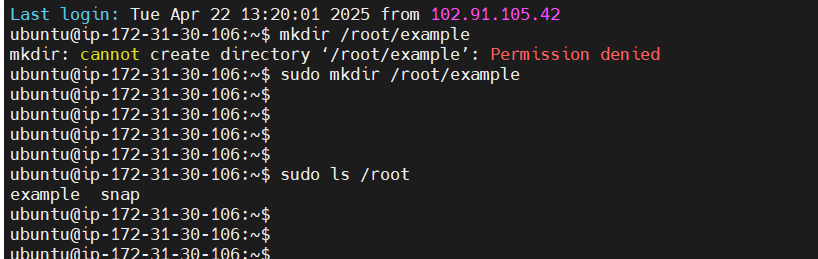 Last login: Tue Apr 22 13:20:01 2025 from 102.91.105.42
ubuntu@ip-172-31-30-106:~$ mkdir /root/example
mkdir: cannot create directory ‘/root/example’: Permission denied
ubuntu@ip-172-31-30-106:~$ sudo mkdir /root/example
ubuntu@ip-172-31-30-106:~$
ubuntu@ip-172-31-30-106:~$
ubuntu@ip-172-31-30-106:~$
ubuntu@ip-172-31-30-106:~$
ubuntu@ip-172-31-30-106:~$ sudo ls /root
example  snap
ubuntu@ip-172-31-30-106:~$
ubuntu@ip-172-31-30-106:~$
ubuntu@ip-172-31-30-106:~$